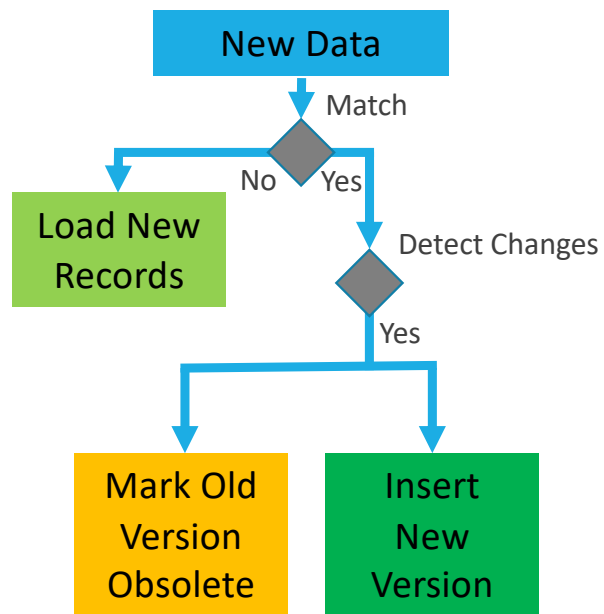 New Data
Match
No
Yes
Load New
Records
Detect Changes
Yes
Mark Old
Version
Obsolete
Insert
New
Version